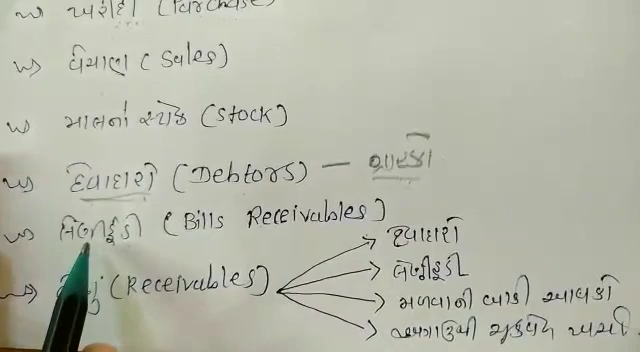 ખરીદી (Purchase)
વેચાણ (Sales)
માલનો સ્ટોક (Stock)
દેવાદારો (Debtors) — ગ્રાહકો
લેણીહૂંડી (Bills Receivables)
(Receivables)
દેવાદારો
લેણીહૂંડી
મળવાની બાકી આવકો
અગાઉથી ચૂકવેલ ખર્ચા